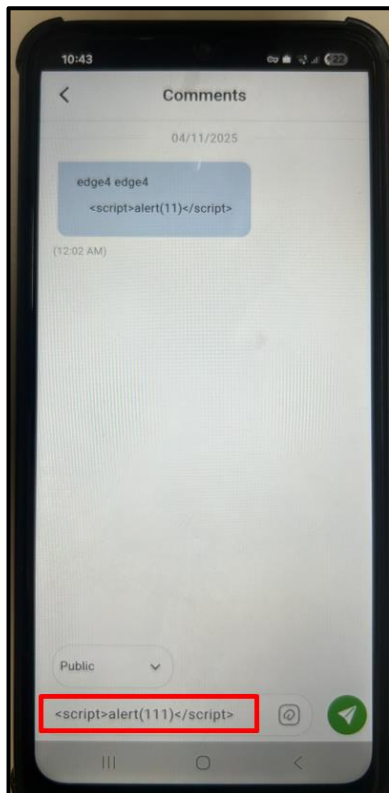 10:43
22
Comments
04/11/2025
edge4 edge4
<script>alert(11)</script>
(12:02 AM)
Public
<script>alert(111)</script>